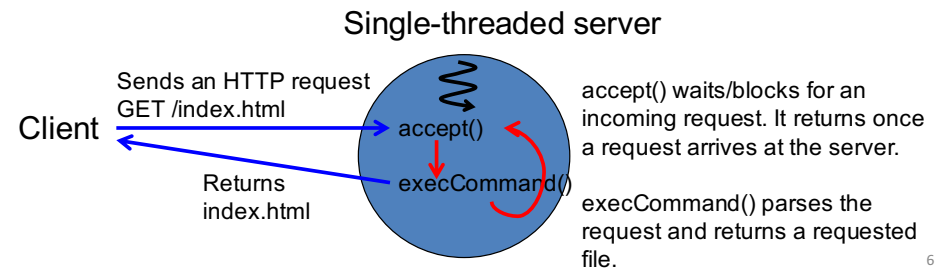 Single-threaded server
Sends an HTTP request
GET /index.html
Client
accept()
execCommand()
Returns
index.html
accept() waits/blocks for an
incoming request. It returns once
a request arrives at the server.
execCommand() parses the
request and returns a requested
file.
6